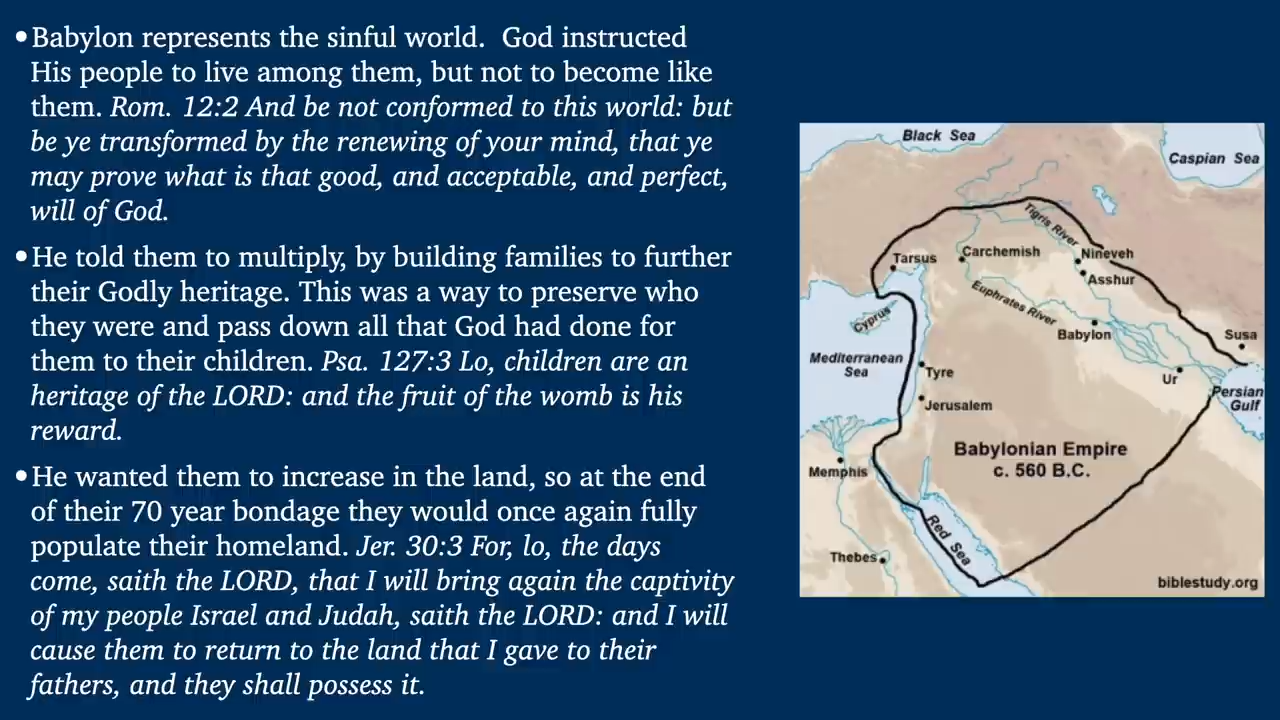 •Babylon represents the sinful world.  God instructed
His people to live among them, but not to become like
them. Rom. 12:2 And be not conformed to this world: but
be ye transformed by the renewing of your mind, that ye
may prove what is that good, and acceptable, and perfect,
will of God.
•He told them to multiply, by building families to further
their Godly heritage. This was a way to preserve who
they were and pass down all that God had done for
them to their children. Psa. 127:3 Lo, children are an
heritage of the LORD: and the fruit of the womb is his
reward.
•He wanted them to increase in the land, so at the end
of their 70 year bondage they would once again fully
populate their homeland. Jer. 30:3 For, lo, the days
come, saith the LORD, that I will bring again the captivity
of my people Israel and Judah, saith the LORD: and I will
cause them to return to the land that I gave to their
fathers, and they shall possess it.
Black Sea
Caspian Sea
Tigris River
Tarsus
Carchemish
Nineveh
Asshur
Euphrates River
Cyprus
Babylon
Susa
Mediterranean
Sea
Tyre
Ur
Persian
Gulf
Jerusalem
Babylonian Empire
c. 560 B.C.
Memphis
Red Sea
Thebes
biblestudy.org